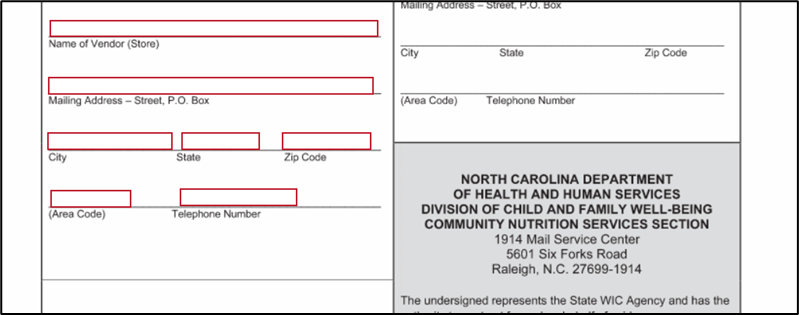 Name of Vendor (Store)
Mailing Address – Street, P.O. Box
City State Zip Code
(Area Code) Telephone Number
Mailing Address – Street, P.O. Box
City State Zip Code
(Area Code) Telephone Number
NORTH CAROLINA DEPARTMENT
OF HEALTH AND HUMAN SERVICES
DIVISION OF CHILD AND FAMILY WELL-BEING
COMMUNITY NUTRITION SERVICES SECTION
1914 Mail Service Center
5601 Six Forks Road
Raleigh, N.C. 27699-1914
The undersigned represents the State WIC Agency and has the